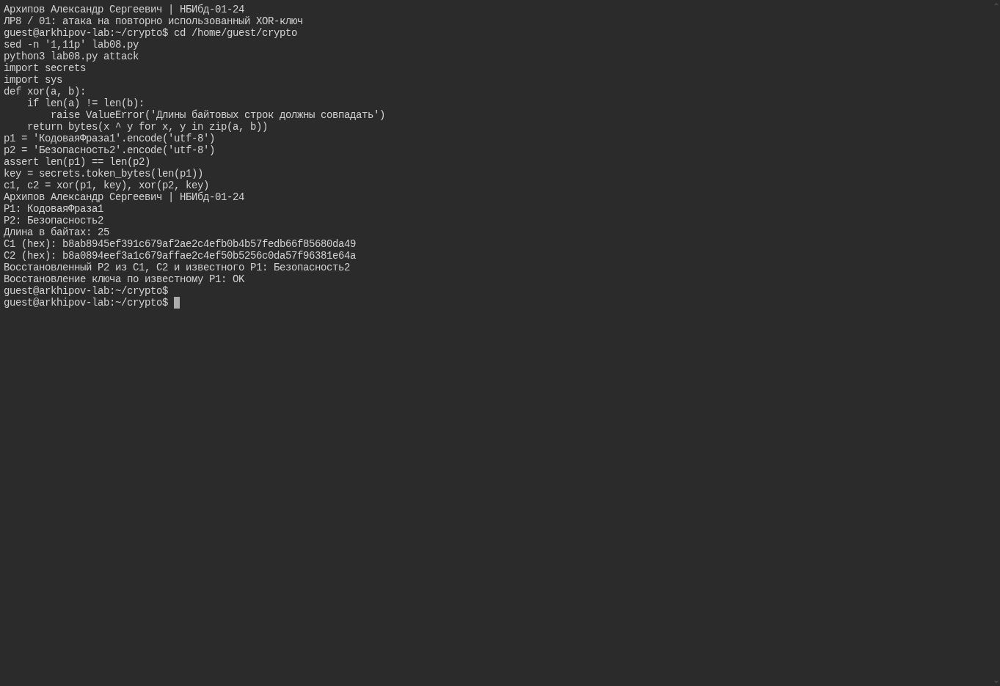 Архипов Александр Сергеевич | НБИбд-01-24
ЛР8 / 01: атака на повторно использованный XOR-ключ
guest@arkhipov-lab:~/crypto$ cd /home/guest/crypto
sed -n '1,11p' lab08.py
python3 lab08.py attack
import secrets
import sys
def xor(a, b):
    if len(a) != len(b):
        raise ValueError('Длины байтовых строк должны совпадать')
    return bytes(x ^ y for x, y in zip(a, b))
p1 = 'КодоваяФраза1'.encode('utf-8')
p2 = 'Безопасность2'.encode('utf-8')
assert len(p1) == len(p2)
key = secrets.token_bytes(len(p1))
c1, c2 = xor(p1, key), xor(p2, key)
Архипов Александр Сергеевич | НБИбд-01-24
P1: КодоваяФраза1
P2: Безопасность2
Длина в байтах: 25
C1 (hex): b8ab8945ef391c679af2ae2c4efb0b4b57fedb66f85680da49
C2 (hex): b8a0894eef3a1c679affae2c4ef50b5256c0da57f96381e64a
Восстановленный P2 из C1, C2 и известного P1: Безопасность2
Восстановление ключа по известному P1: OK
guest@arkhipov-lab:~/crypto$
guest@arkhipov-lab:~/crypto$